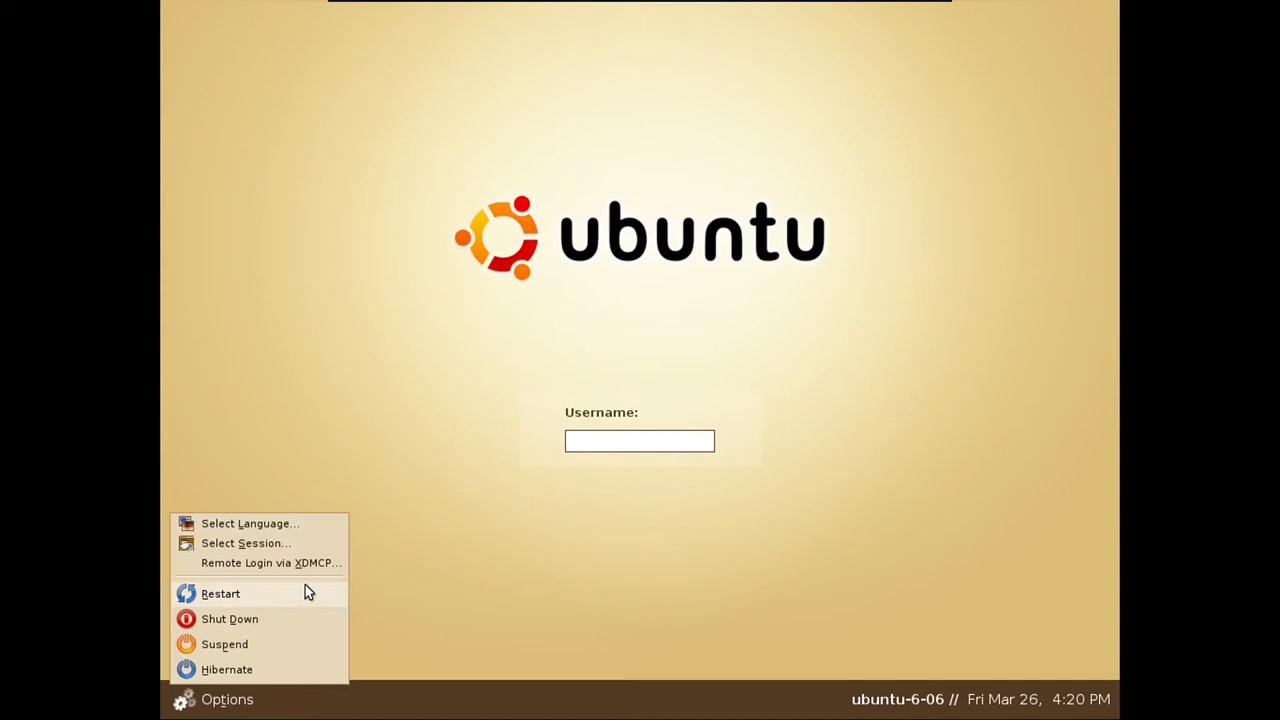 ubuntu
Username:
Select Language...
Select Session...
Remote Login via XDMCP...
Restart
Shut Down
Suspend
Hibernate
Options
ubuntu-6-06 // Fri Mar 26, 4:20 PM